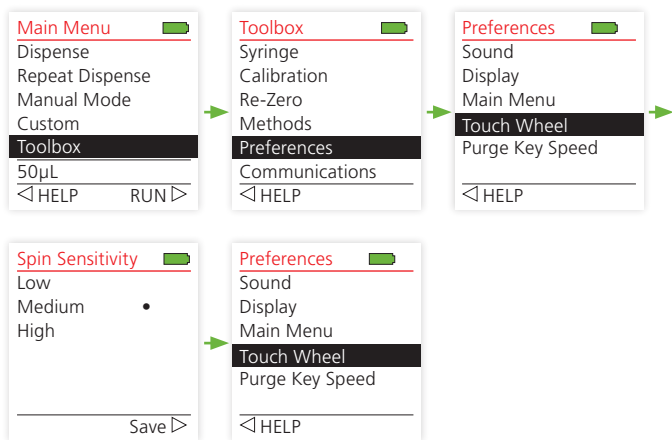 Main Menu
Dispense
Repeat Dispense
Manual Mode
Custom
Toolbox
50µL
HELP RUN
Toolbox
Syringe
Calibration
Re-Zero
Methods
Preferences
Communications
HELP
Preferences
Sound
Display
Main Menu
Touch Wheel
Purge Key Speed
HELP
Spin Sensitivity
Low
Medium •
High
Save
Preferences
Sound
Display
Main Menu
Touch Wheel
Purge Key Speed
HELP